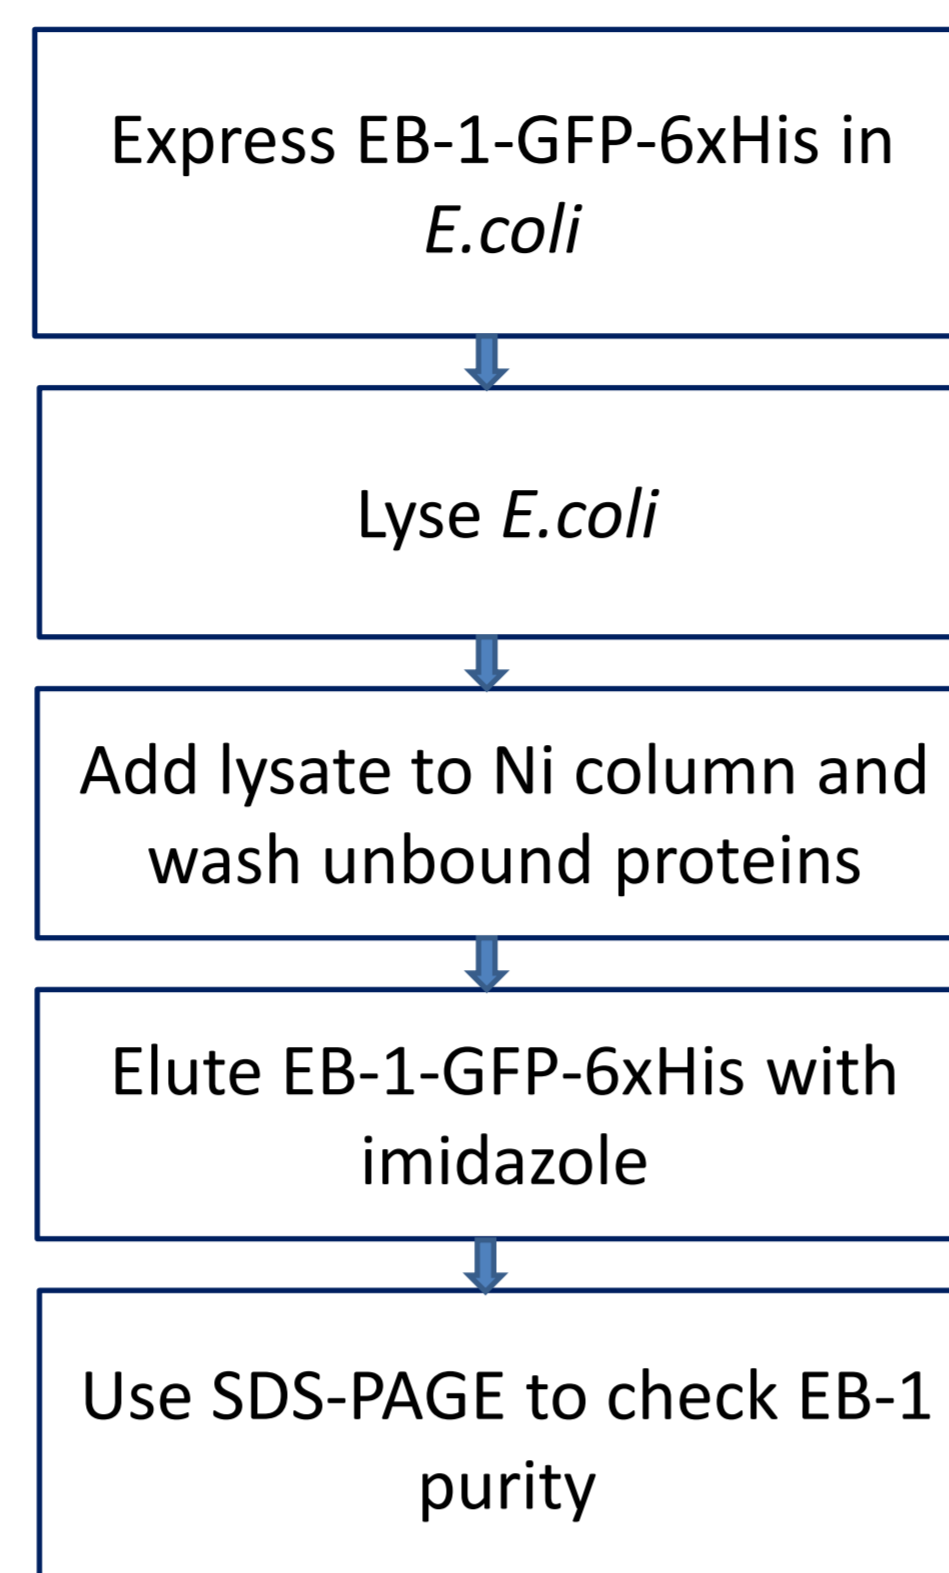 Express EB-1-GFP-6xHis in
E.coli
Lyse E.coli
Add lysate to Ni column and
wash unbound proteins
Elute EB-1-GFP-6xHis with
imidazole
Use SDS-PAGE to check EB-1
purity